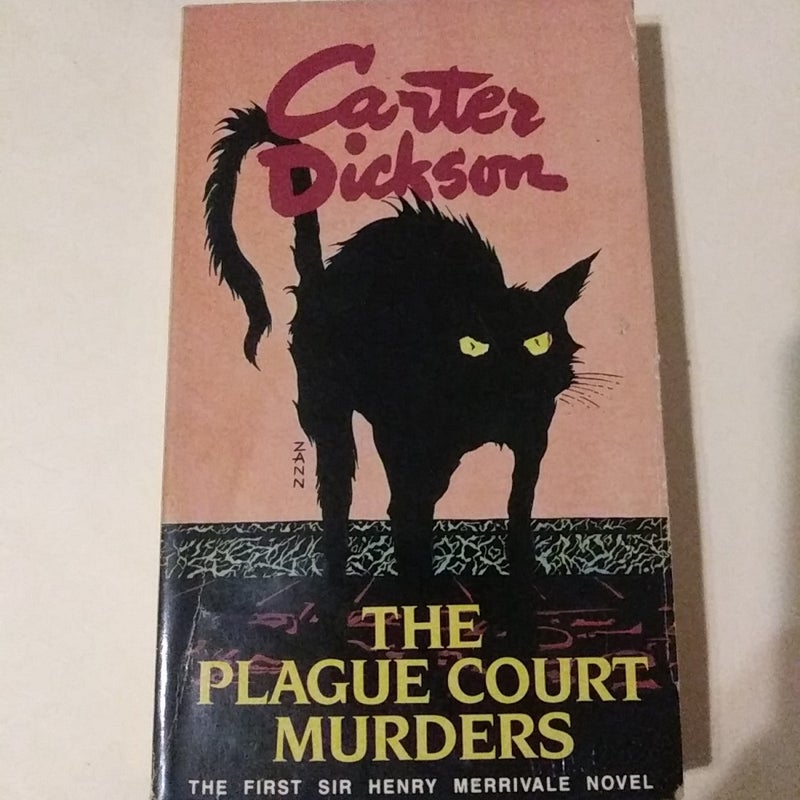 Carter
Dickson
ZANN
THE
PLAGUE COURT
MURDERS
THE FIRST SIR HENRY MERRIVALE NOVEL